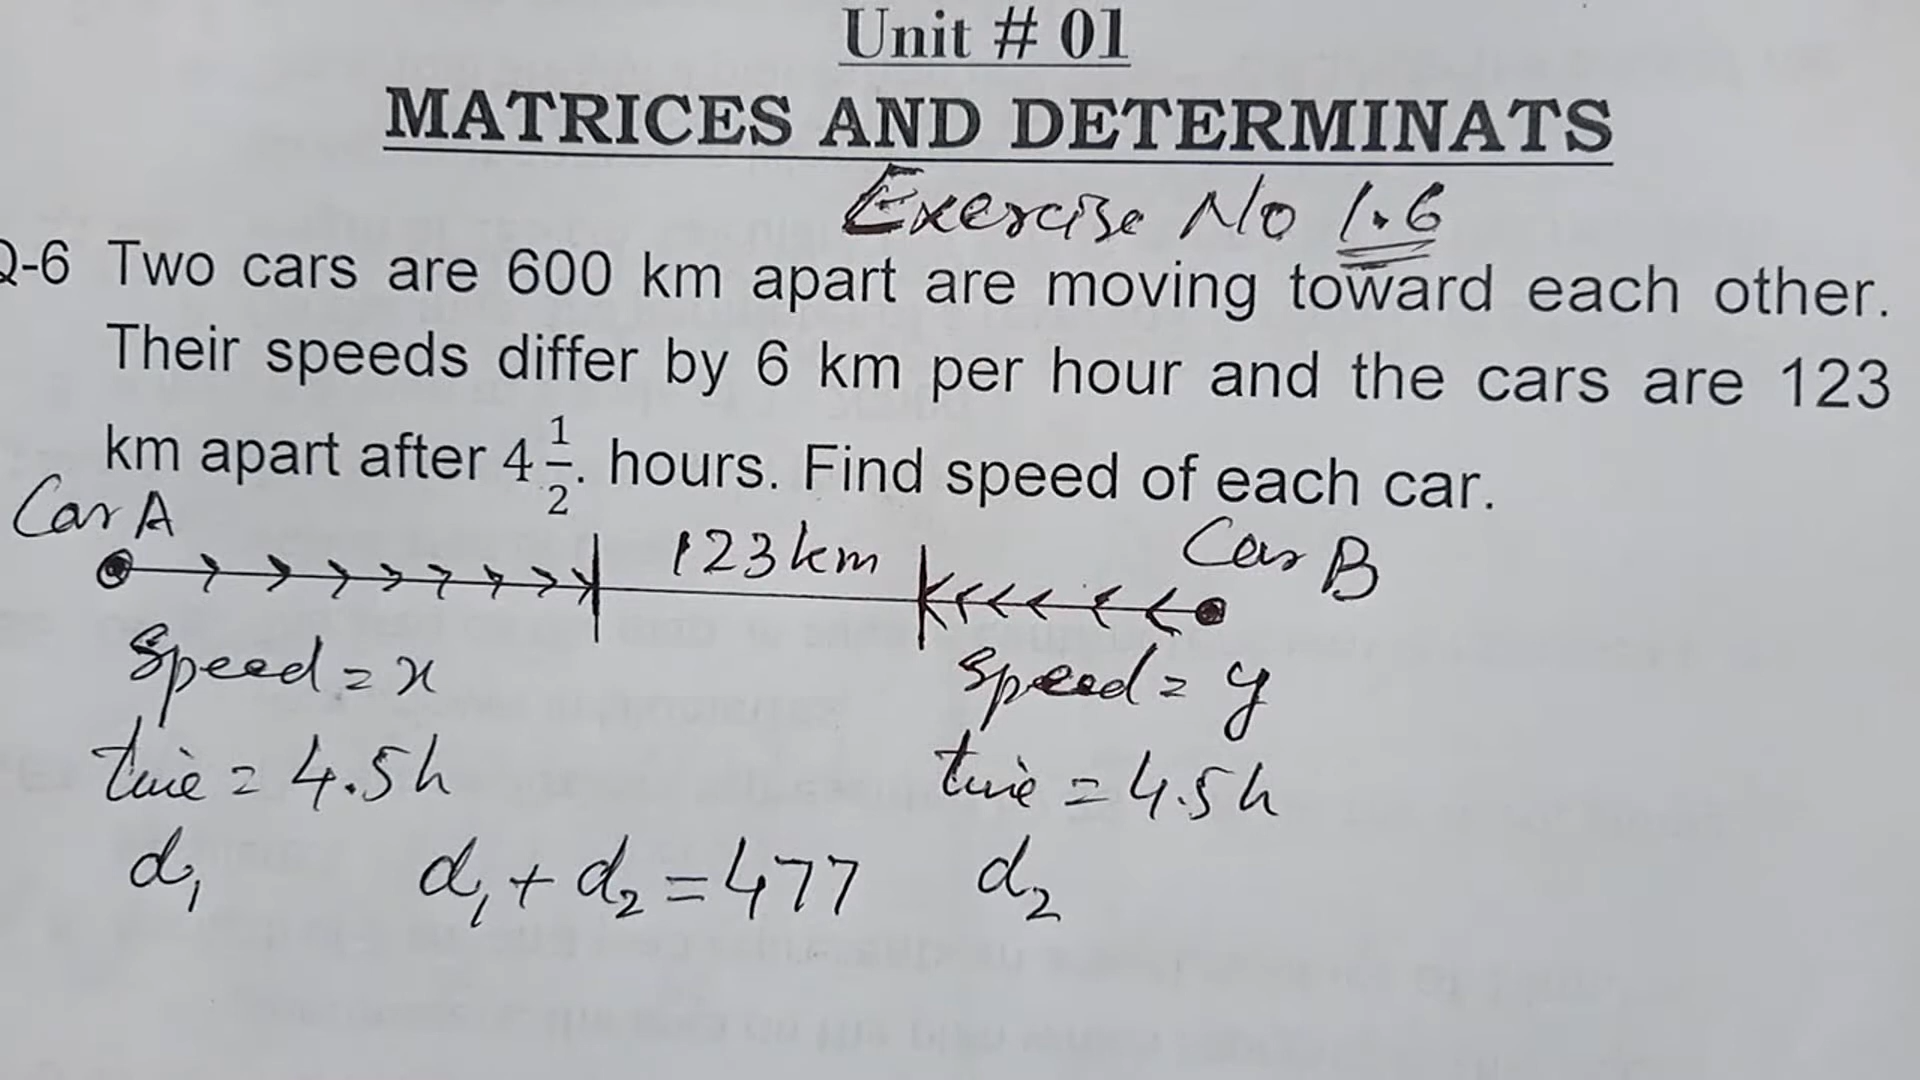 Unit # 01
MATRICES AND DETERMINATS
Exercise No 1.6
Q-6 Two cars are 600 km apart are moving toward each other.
Their speeds differ by 6 km per hour and the cars are 123
km apart after 4 1/2. hours. Find speed of each car.
Car A 123 km Car B
Speed = x Speed = y
time = 4.5h time = 4.5h
d₁ d₁ + d₂ = 477 d₂